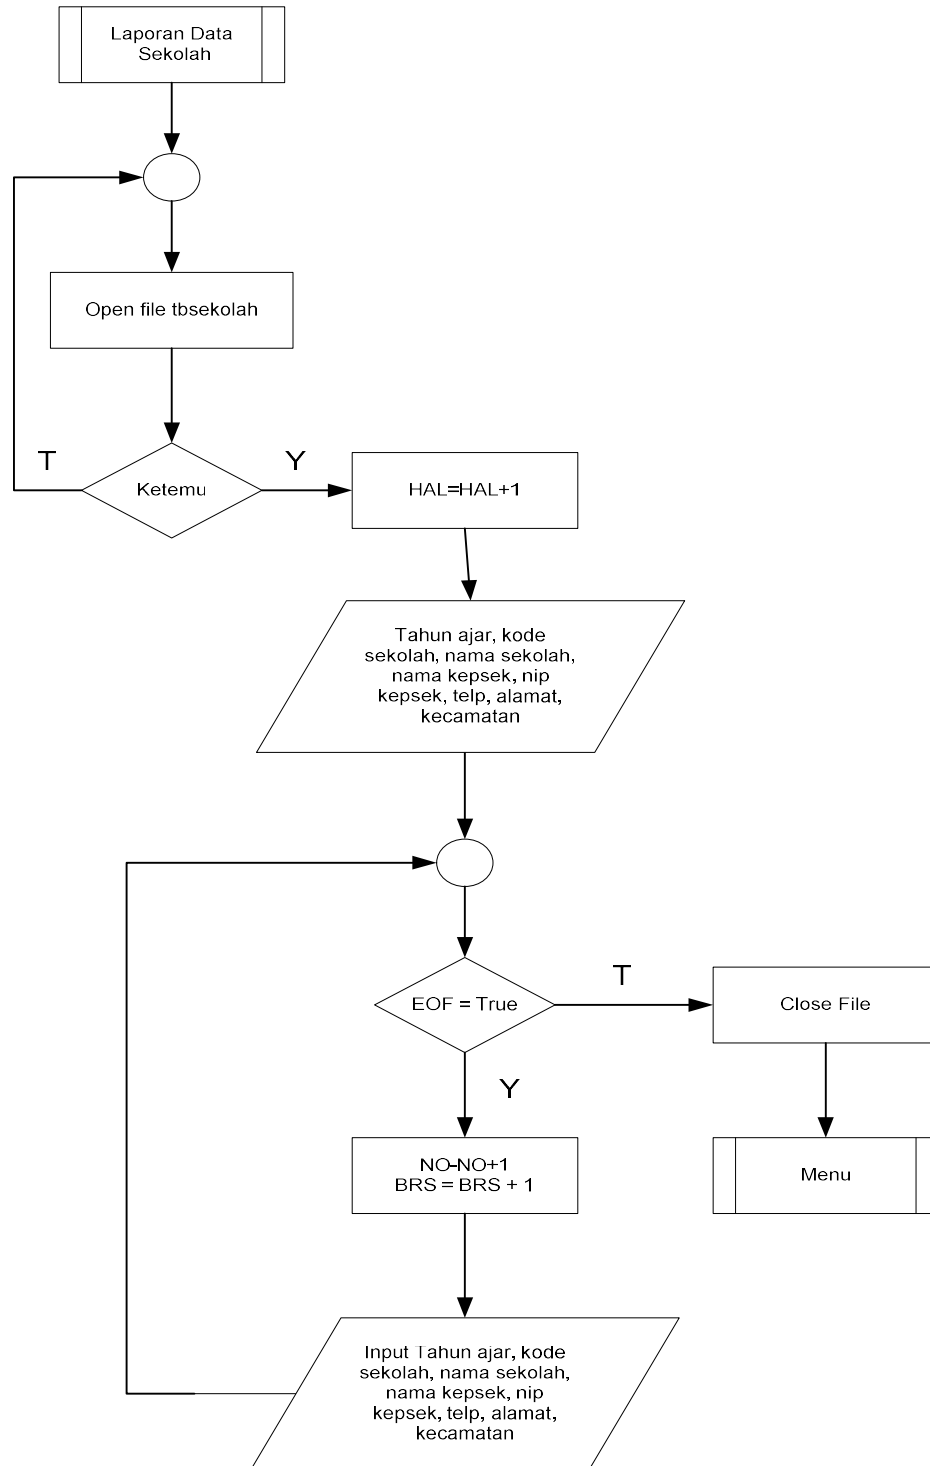 Laporan Data
Sekolah
Open file tbsekolah
T
Ketemu
Y
HAL=HAL+1
Tahun ajar, kode
sekolah, nama sekolah,
nama kepsek, nip
kepsek, telp, alamat,
kecamatan
EOF = True
T
Close File
Y
NO-NO+1
BRS = BRS + 1
Menu
Input Tahun ajar, kode
sekolah, nama sekolah,
nama kepsek, nip
kepsek, telp, alamat,
kecamatan